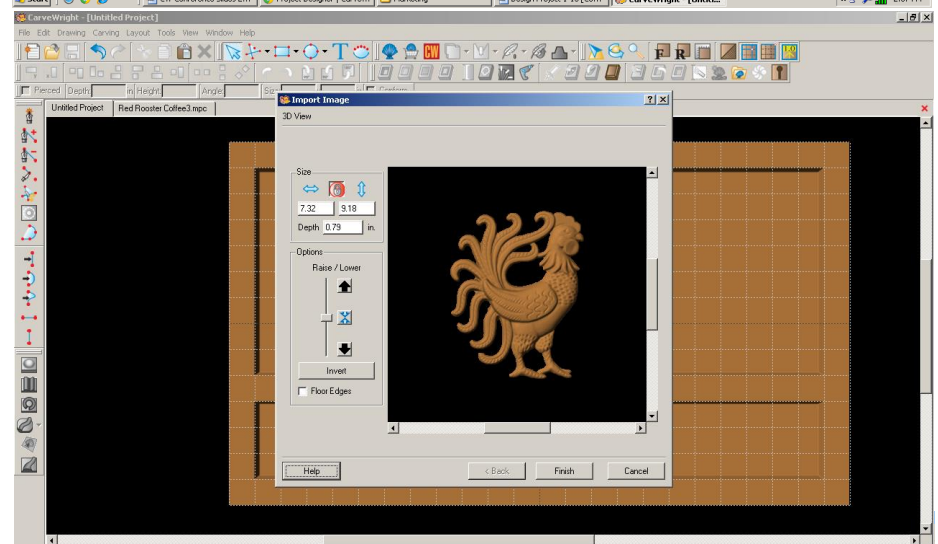 CarveWright - [Untitled Project]
File Edit Drawing Carving Layout Tools View Window Help
Depth in Height Angle
Untitled Project Red Rooster Coffee3.mpc
Import Image
3D View
Size
7.32 9.18
Depth 0.79 in.
Options
Raise / Lower
Invert
Floor Edges
Help < Back Finish Cancel